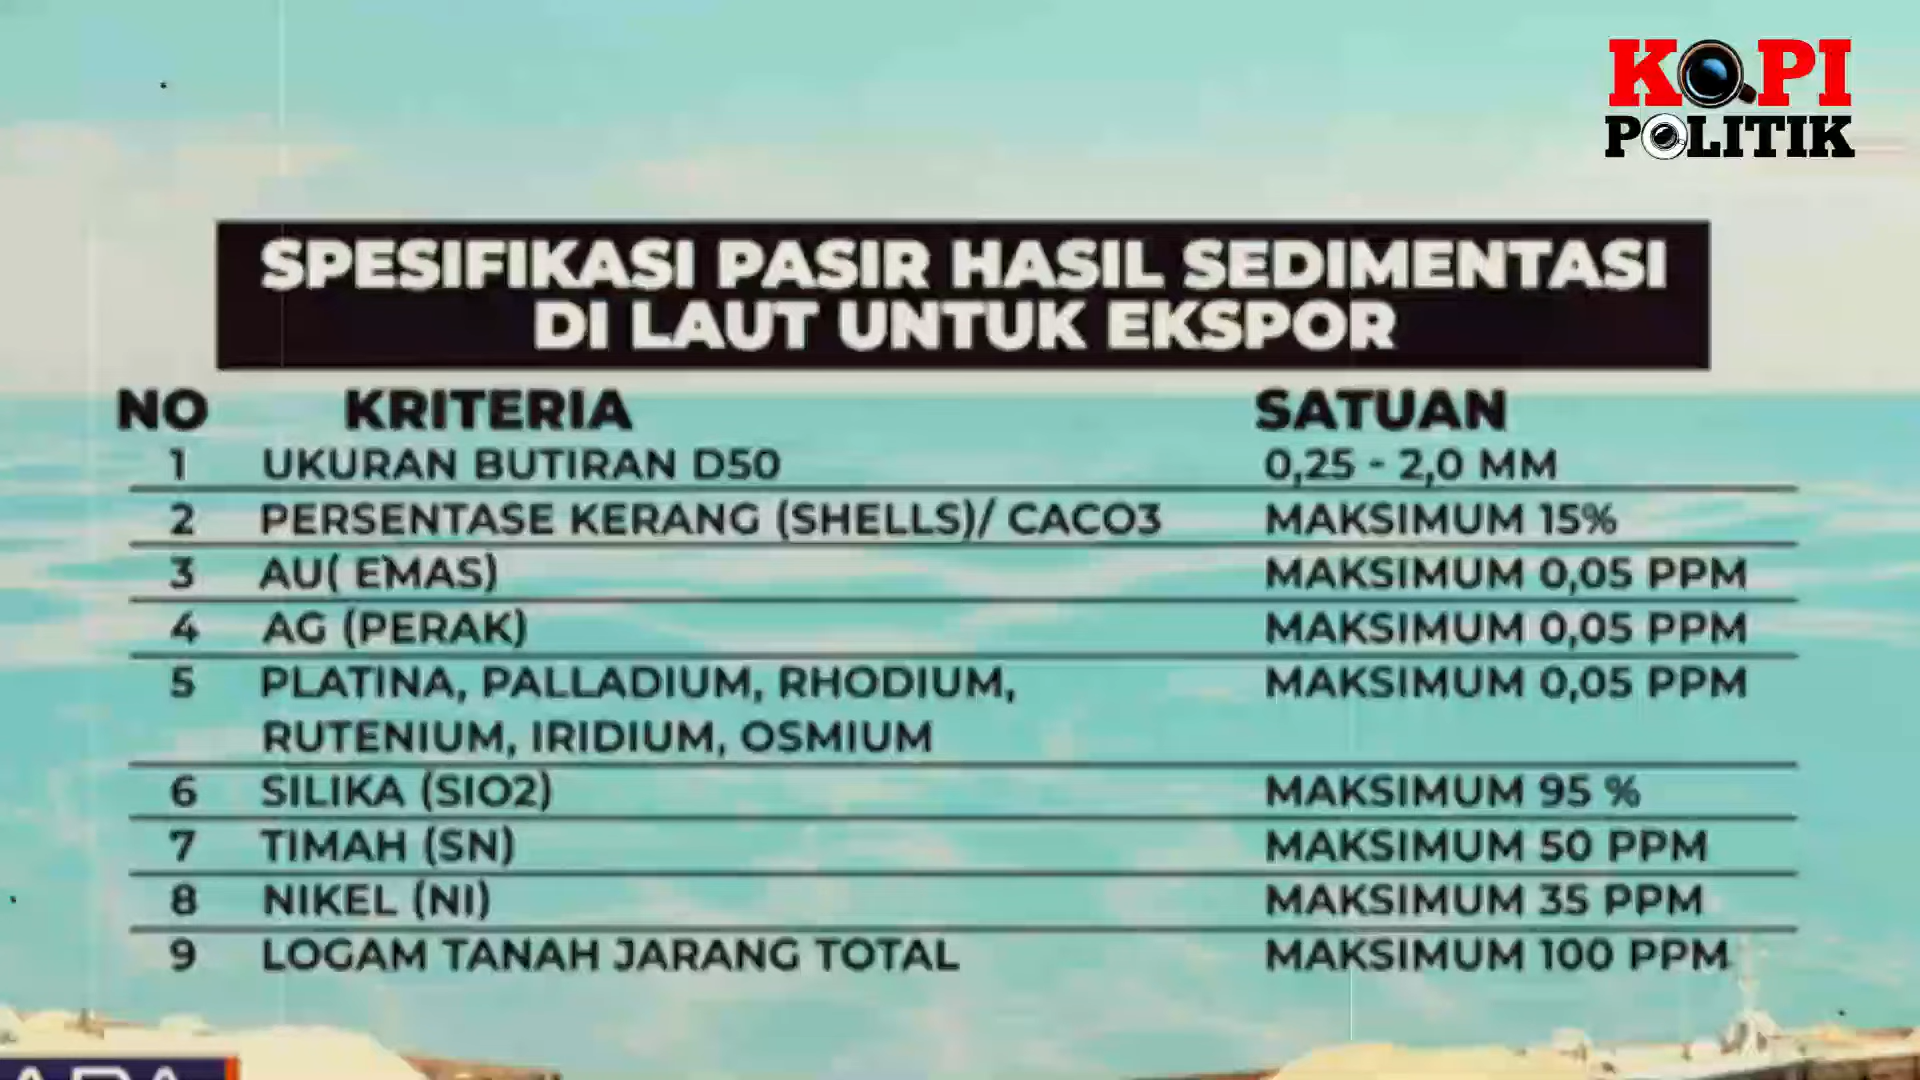 KOPI
POLITIK
SPESIFIKASI PASIR HASIL SEDIMENTASI
DI LAUT UNTUK EKSPOR
NO KRITERIA SATUAN
1 UKURAN BUTIRAN D50 0,25 - 2,0 MM
2 PERSENTASE KERANG (SHELLS)/ CACO3 MAKSIMUM 15%
3 AU( EMAS) MAKSIMUM 0,05 PPM
4 AG (PERAK) MAKSIMUM 0,05 PPM
5 PLATINA, PALLADIUM, RHODIUM, MAKSIMUM 0,05 PPM
RUTENIUM, IRIDIUM, OSMIUM
6 SILIKA (SIO2) MAKSIMUM 95 %
7 TIMAH (SN) MAKSIMUM 50 PPM
8 NIKEL (NI) MAKSIMUM 35 PPM
9 LOGAM TANAH JARANG TOTAL MAKSIMUM 100 PPM